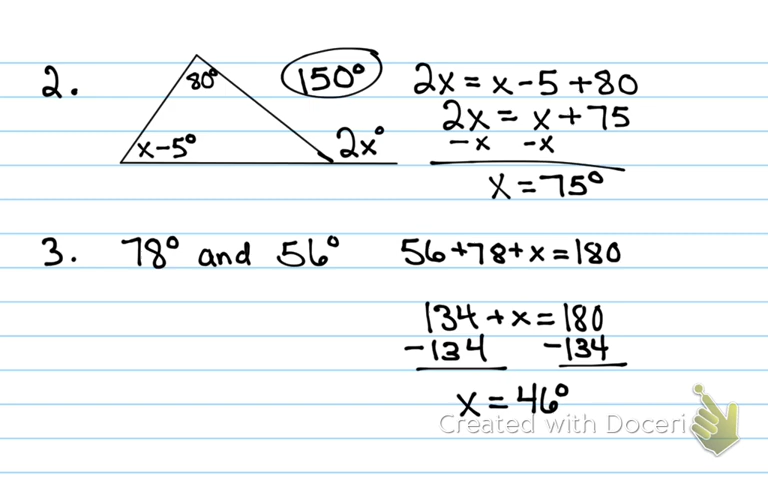 2.
80°
150°
2x = x - 5 + 80
2x = x + 75
-x -x
x - 5°
2x°
x = 75°
3. 78° and 56° 56 + 78 + x = 180
134 + x = 180
-134 -134
x = 46°
Created with Doceri